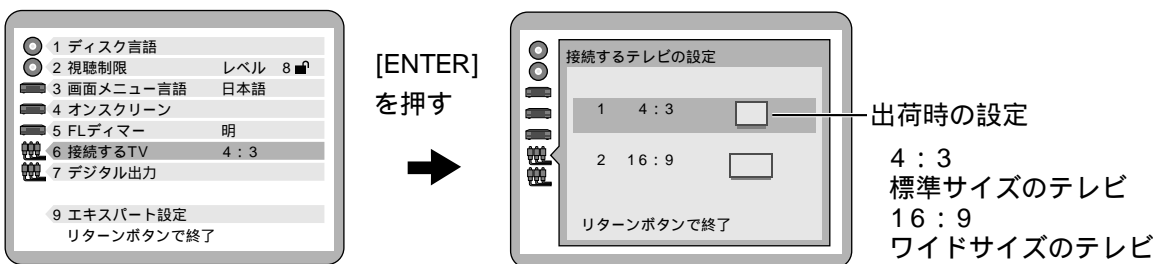 1 ディスク言語
2 視聴制限 レベル 8
3 画面メニュー言語 日本語
4 オンスクリーン
5 FLディマー 明
6 接続するTV 4:3
7 デジタル出力
9 エキスパート設定
リターンボタンで終了
[ENTER]
を押す
接続するテレビの設定
1 4:3
2 16:9
リターンボタンで終了
出荷時の設定
4:3
標準サイズのテレビ
16:9
ワイドサイズのテレビ